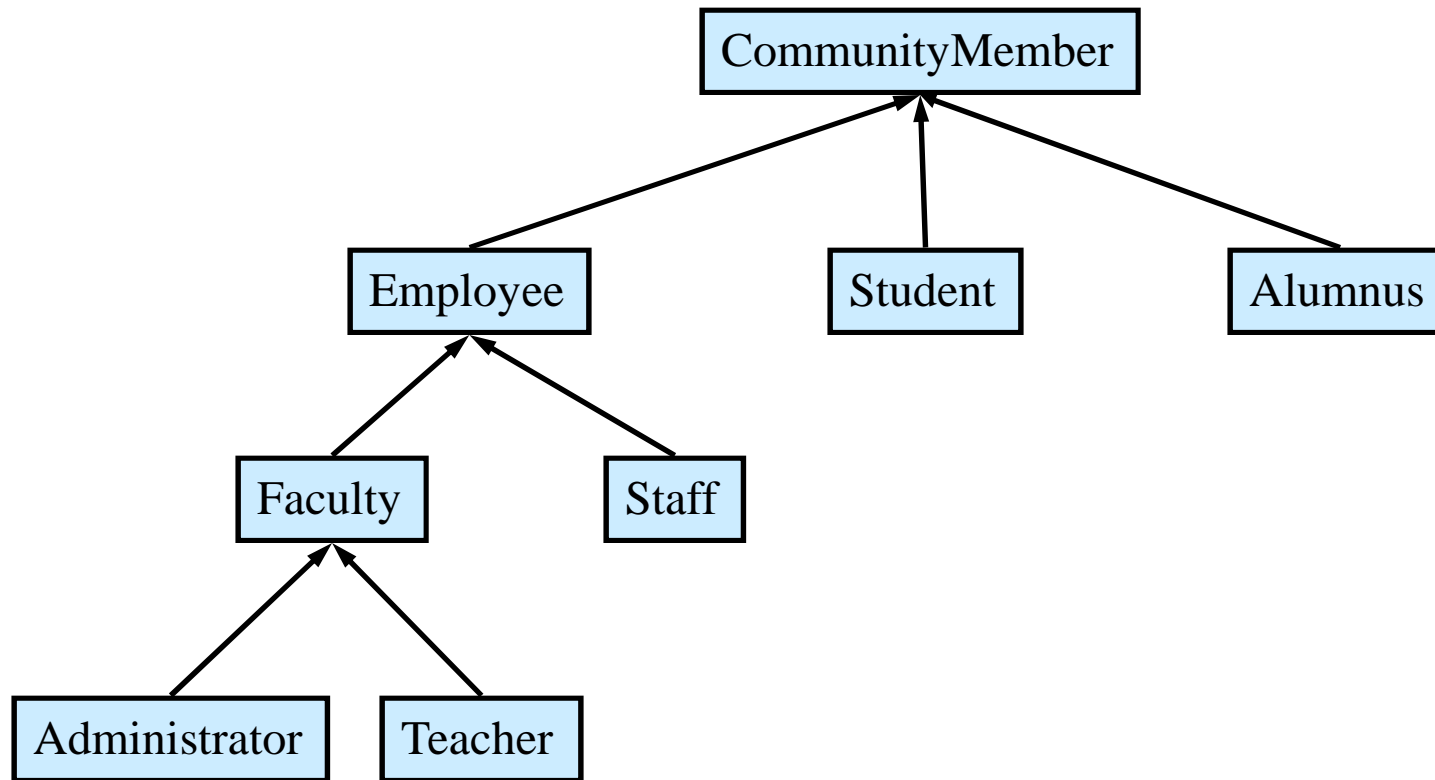 CommunityMember
Employee
Student
Alumnus
Faculty
Staff
Administrator
Teacher